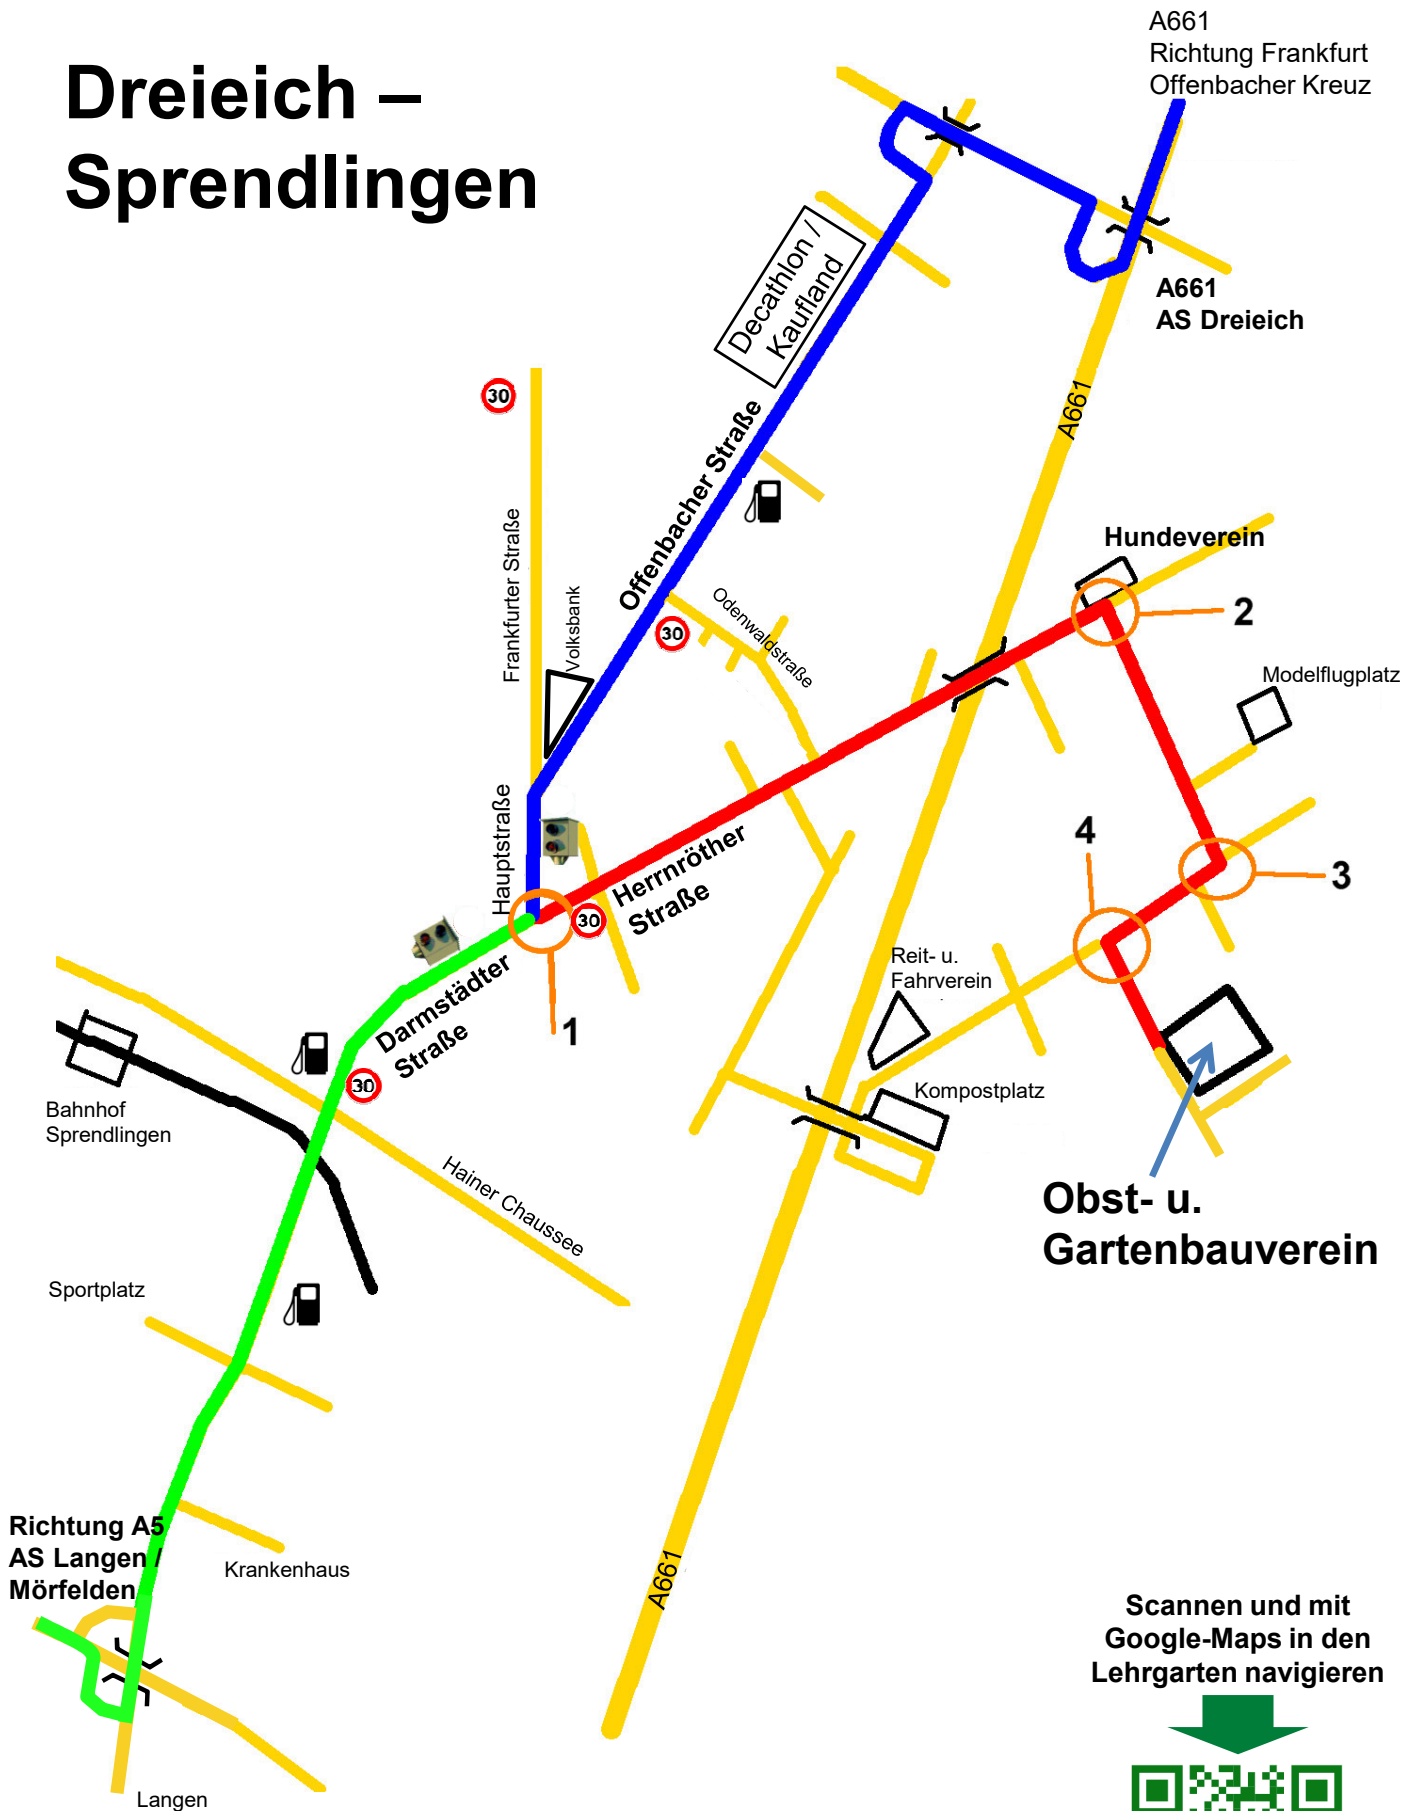 Dreieich –
Sprendlingen
A661
Richtung Frankfurt
Offenbacher Kreuz
Decathlon /
Kaufland
A661
AS Dreieich
30
A661
Offenbacher Straße
Frankfurter Straße
Hundeverein
Volksbank
Odenwaldstraße
2
30
Modelflugplatz
Hauptstraße
4
Herrnröther
Straße
3
30
Reit- u.
Fahrverein
Darmstädter
Straße
1
30
Kompostplatz
Bahnhof
Sprendlingen
Hainer Chaussee
Obst- u.
Gartenbauverein
Sportplatz
Richtung A5
AS Langen /
Mörfelden
Krankenhaus
A661
Scannen und mit
Google-Maps in den
Lehrgarten navigieren
Langen